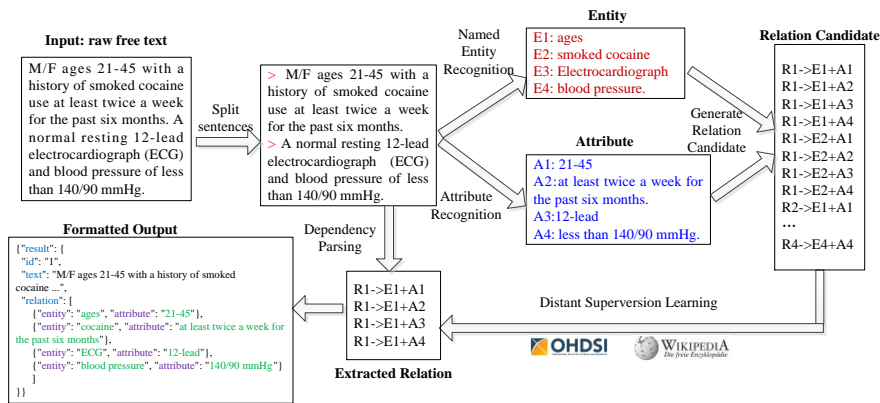 Input: raw free text
M/F ages 21-45 with a
history of smoked cocaine
use at least twice a week
for the past six months. A
normal resting 12-lead
electrocardiograph (ECG)
and blood pressure of less
than 140/90 mmHg.
Split
sentences
> M/F ages 21-45 with a
history of smoked cocaine
use at least twice a week
for the past six months.
> A normal resting 12-lead
electrocardiograph (ECG)
and blood pressure of less
than 140/90 mmHg.
Named
Entity
Recognition
Entity
E1: ages
E2: smoked cocaine
E3: Electrocardiograph
E4: blood pressure.
Attribute
Recognition
Attribute
A1: 21-45
A2:at least twice a week for
the past six months.
A3:12-lead
A4: less than 140/90 mmHg.
Generate
Relation
Candidate
Relation Candidate
R1->E1+A1
R1->E1+A2
R1->E1+A3
R1->E1+A4
R1->E2+A1
R1->E2+A2
R1->E2+A3
R1->E2+A4
R2->E1+A1
...
R4->E4+A4
Dependency
Parsing
Distant Superversion Learning
OHDSI
WIKIPEDIA
Die freie Enzyklopädie
R1->E1+A1
R1->E1+A2
R1->E1+A3
R1->E1+A4
Extracted Relation
Formatted Output
{"result": {
"id": "1",
"text": "M/F ages 21-45 with a history of smoked
cocaine ...",
"relation": [
{"entity": "ages", "attribute": "21-45"},
{"entity": "cocaine", "attribute": "at least twice a week for
the past six months"},
{"entity": "ECG", "attribute": "12-lead"},
{"entity": "blood pressure", "attribute": "140/90 mmHg"}
]
}}